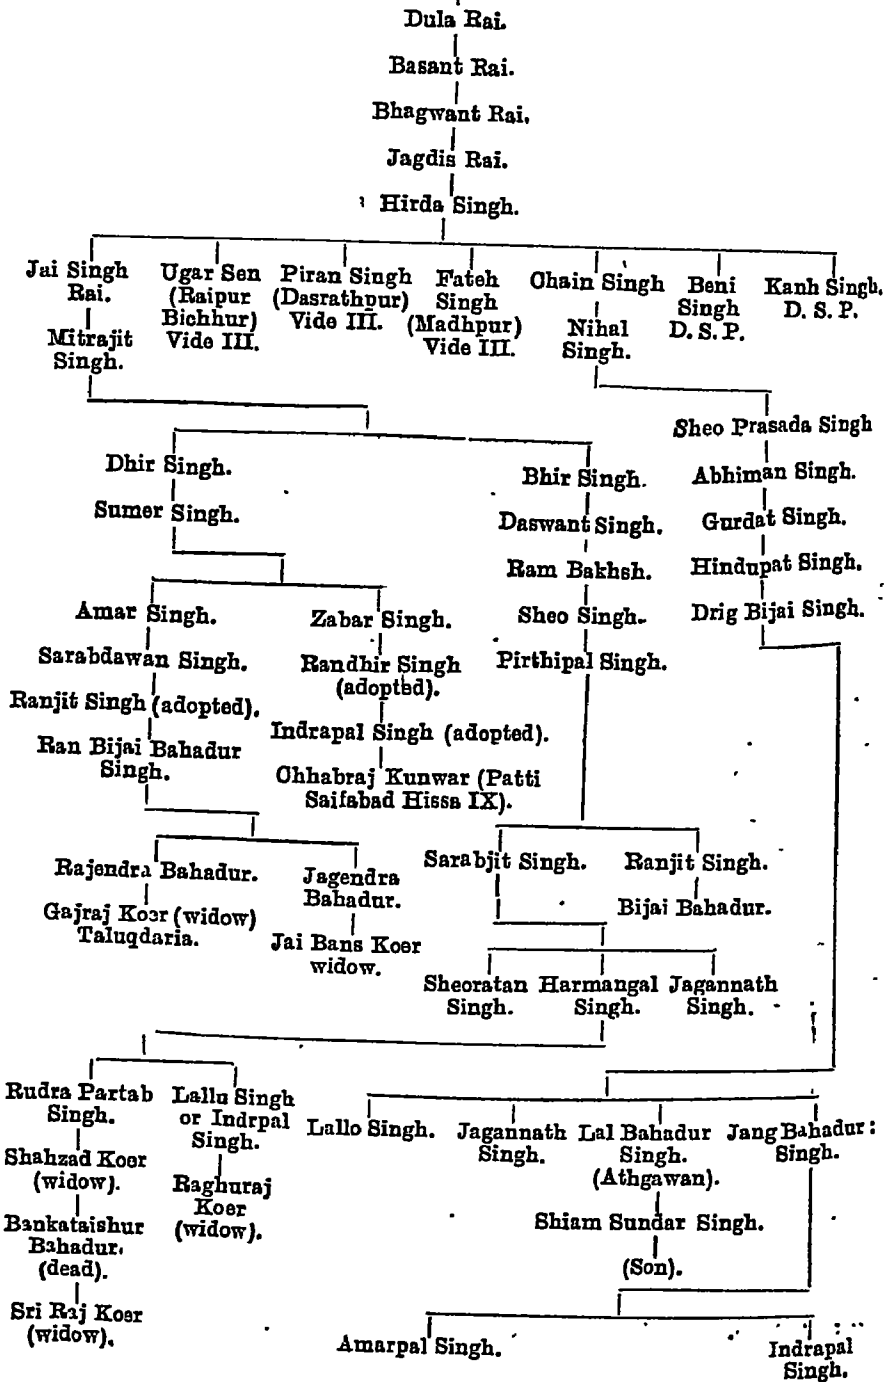 Dula Rai.
Basant Rai.
Bhagwant Rai.
Jagdis Rai.
Hirda Singh.
Jai Singh
Rai.
Mitrajit
Singh.
Ugar Sen
(Raipur
Bichhur)
Vide III.
Piran Singh
(Dasrathpur)
Vide III.
Fateh
Singh
(Madhpur)
Vide III.
Chain Singh
Nihal
Singh.
Beni
Singh
D. S. P.
Kanh Singh.
D. S. P.
Sheo Prasada Singh
Abhiman Singh.
Gurdat Singh.
Hindupat Singh.
Drig Bijai Singh.
Dhir Singh.
Sumer Singh.
Bhir Singh.
Daswant Singh.
Ram Bakhsh.
Sheo Singh.
Pirthipal Singh.
Amar Singh.
Sarabdawan Singh.
Ranjit Singh (adopted).
Ran Bijai Bahadur
Singh.
Zabar Singh.
Randhir Singh
(adopted).
Indrapal Singh (adopted).
Chhabraj Kunwar (Patti
Saifabad Hissa IX).
Rajendra Bahadur.
Gajraj Koer (widow)
Taluqdaria.
Jagendra
Bahadur.
Jai Bans Koer
widow.
Sarabjit Singh.
Ranjit Singh.
Bijai Bahadur.
Sheoratan
Singh.
Harmangal
Singh.
Jagannath
Singh.
Rudra Partab
Singh.
Shahzad Koer
(widow).
Bankataishur
Bahadur.
(dead).
Sri Raj Koer
(widow).
Lallu Singh
or Indrpal
Singh.
Raghuraj
Koer
(widow).
Lallo Singh.
Jagannath
Singh.
Lal Bahadur
Singh.
(Athgawan).
Shiam Sundar Singh.
(Son).
Jang Bahadur
Singh.
Amarpal Singh.
Indrapal
Singh.